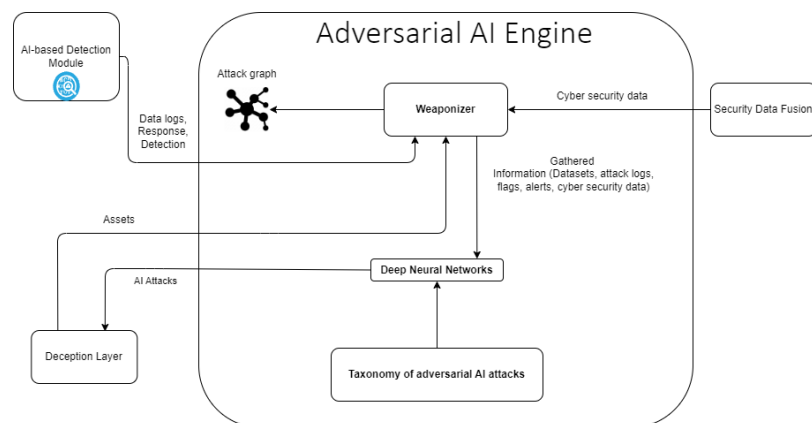 Adversarial AI Engine
AI-based Detection
Module
Attack graph
Weaponizer
Cyber security data
Security Data Fusion
Data logs,
Response,
Detection
Gathered
Information (Datasets, attack logs,
flags, alerts, cyber security data)
Assets
Deep Neural Networks
AI Attacks
Deception Layer
Taxonomy of adversarial AI attacks